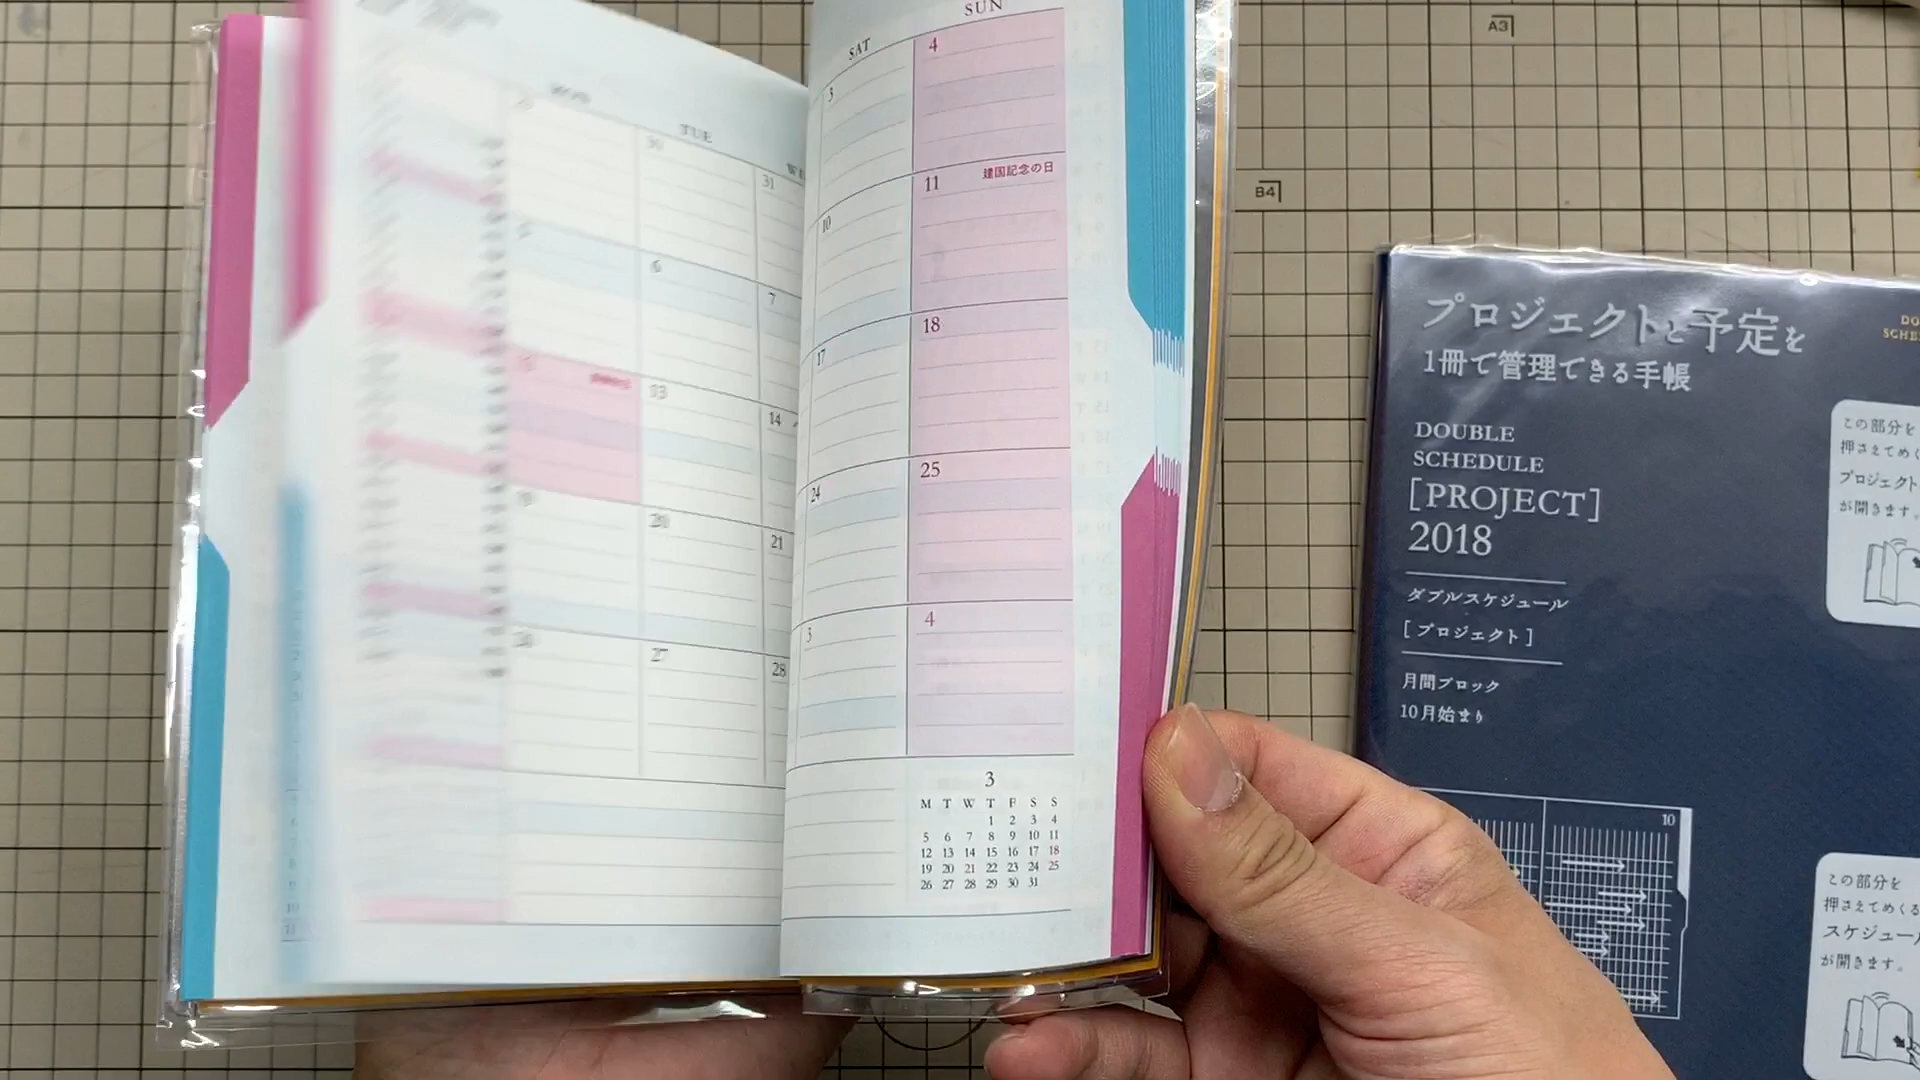 MON
TUE
30
31
5
6
7
13
14
19
20
21
26
27
28
SAT
SUN
3
4
10
11
建国記念の日
17
18
24
25
3
4
3
M T W T F S S
1 2 3 4
5 6 7 8 9 10 11
12 13 14 15 16 17 18
19 20 21 22 23 24 25
26 27 28 29 30 31
A3
B4
プロジェクトと予定を
1冊で管理できる手帳
DOUBLE
SCHEDULE
[PROJECT]
2018
ダブルスケジュール
[プロジェクト]
月間ブロック
10月始まり
10
この部分を
押さえてめく
プロジェクト
が開きます。
この部分を
押さえてめくる
スケジュール
が開きます。